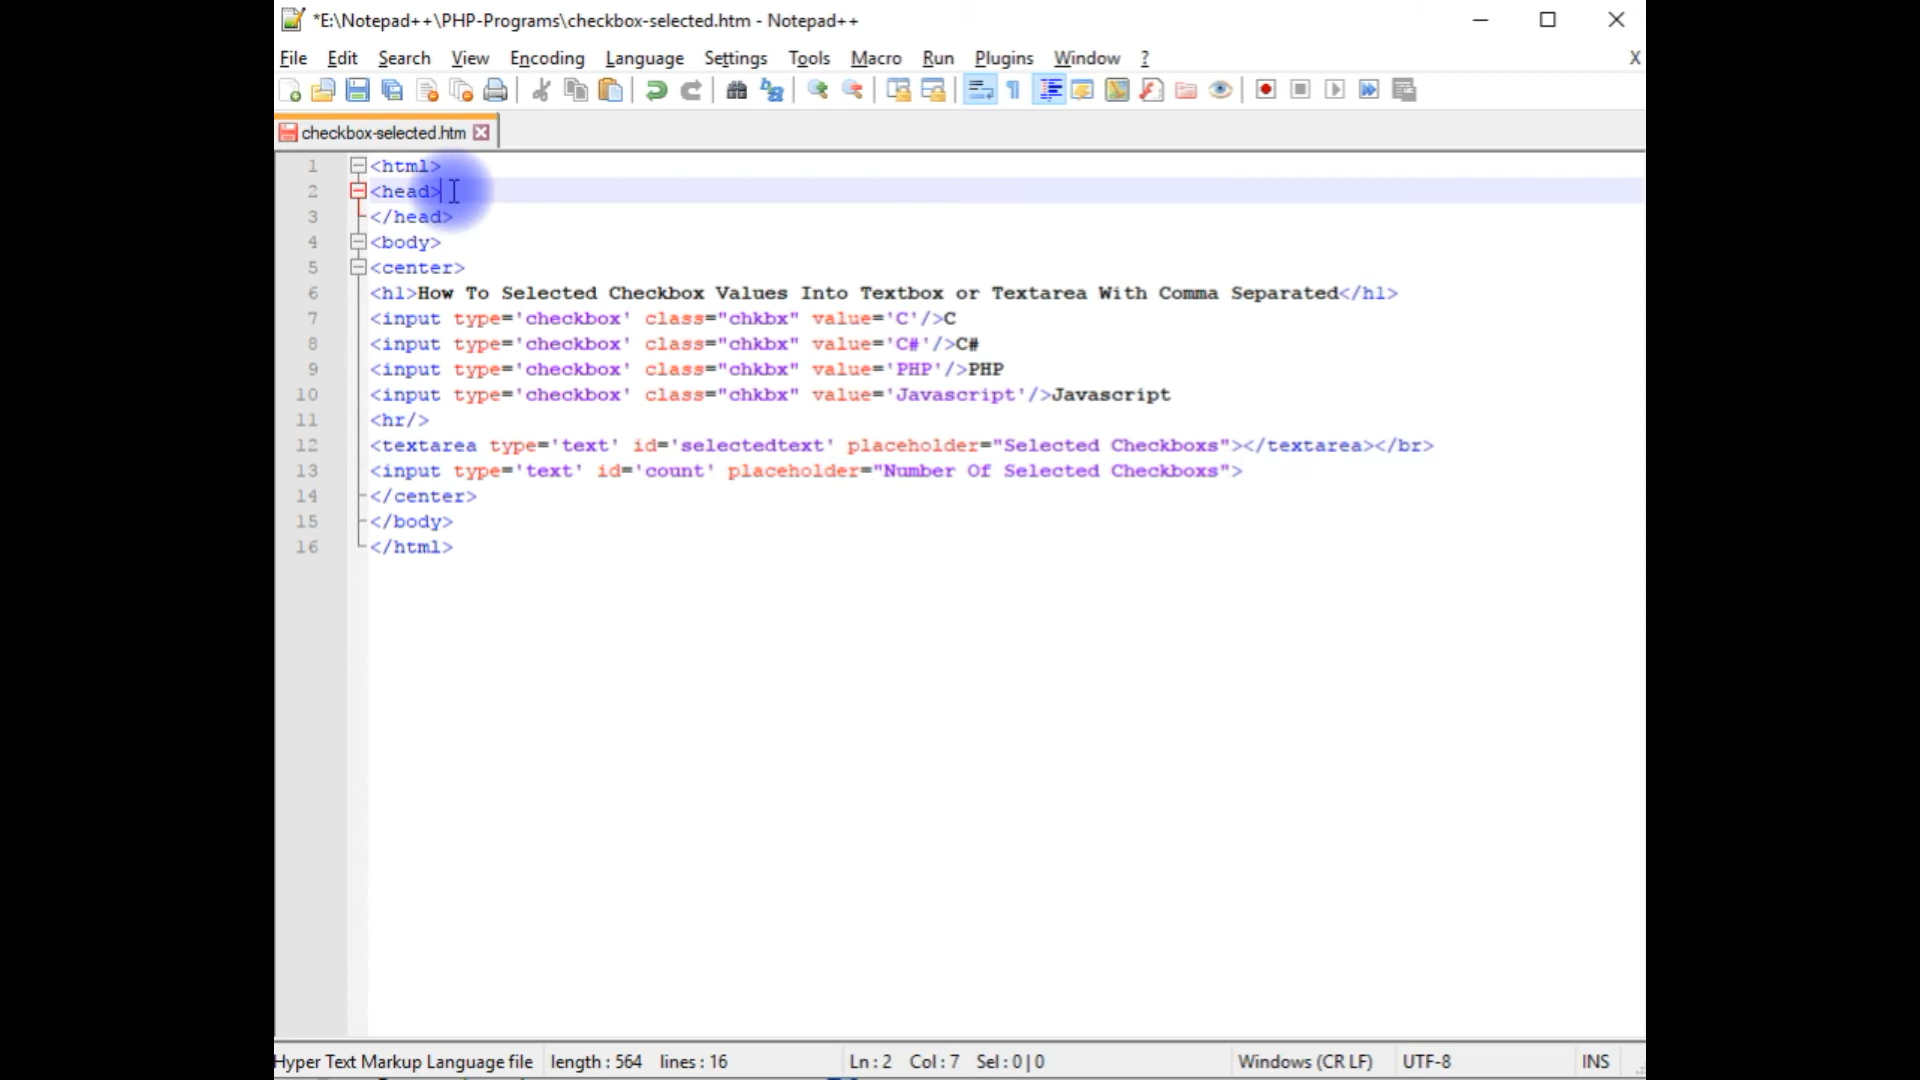 *E:\Notepad++\PHP-Programs\checkbox-selected.htm - Notepad++
File Edit Search View Encoding Language Settings Tools Macro Run Plugins Window ? X
checkbox-selected.htm
1 <html>
2 <head>
3 </head>
4 <body>
5 <center>
6 <h1>How To Selected Checkbox Values Into Textbox or Textarea With Comma Separated</h1>
7 <input type='checkbox' class="chkbx" value='C'/>C
8 <input type='checkbox' class="chkbx" value='C#'/>C#
9 <input type='checkbox' class="chkbx" value='PHP'/>PHP
10 <input type='checkbox' class="chkbx" value='Javascript'/>Javascript
11 <hr/>
12 <textarea type='text' id='selectedtext' placeholder="Selected Checkboxs"></textarea></br>
13 <input type='text' id='count' placeholder="Number Of Selected Checkboxs">
14 </center>
15 </body>
16 </html>
Hyper Text Markup Language file length : 564 lines : 16 Ln : 2 Col : 7 Sel : 0 | 0 Windows (CR LF) UTF-8 INS